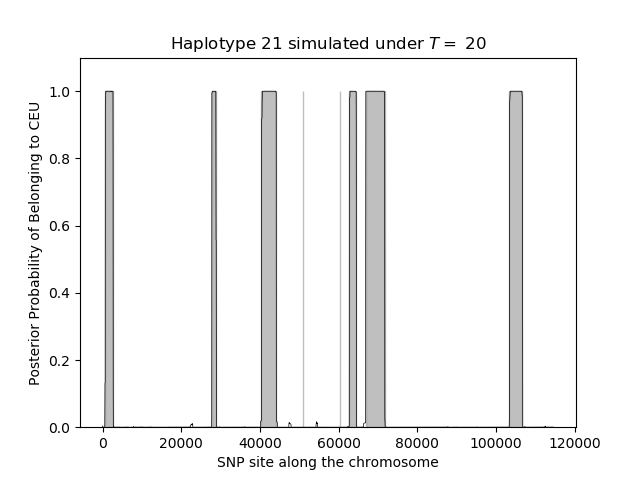 Haplotype 21 simulated under T = 20
Posterior Probability of Belonging to CEU
1.0
0.8
0.6
0.4
0.2
0.0
0 20000 40000 60000 80000 100000 120000
SNP site along the chromosome